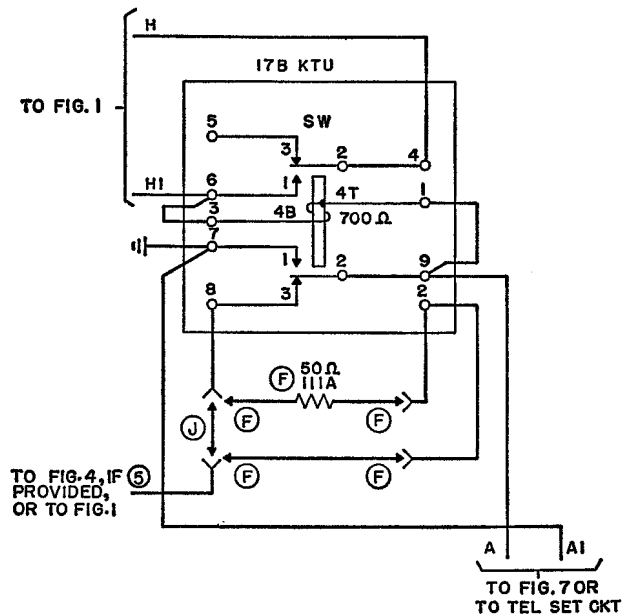 H
17B KTU
TO FIG. 1
5
SW
3
2
4
H1
6
1
4T
1
3
4B
700Ω
7
1
2
9
8
3
2
F
50Ω
111A
F
F
J
F
F
TO FIG. 4, IF 5
PROVIDED,
OR TO FIG. 1
A
A1
TO FIG. 7 OR
TO TEL SET CKT